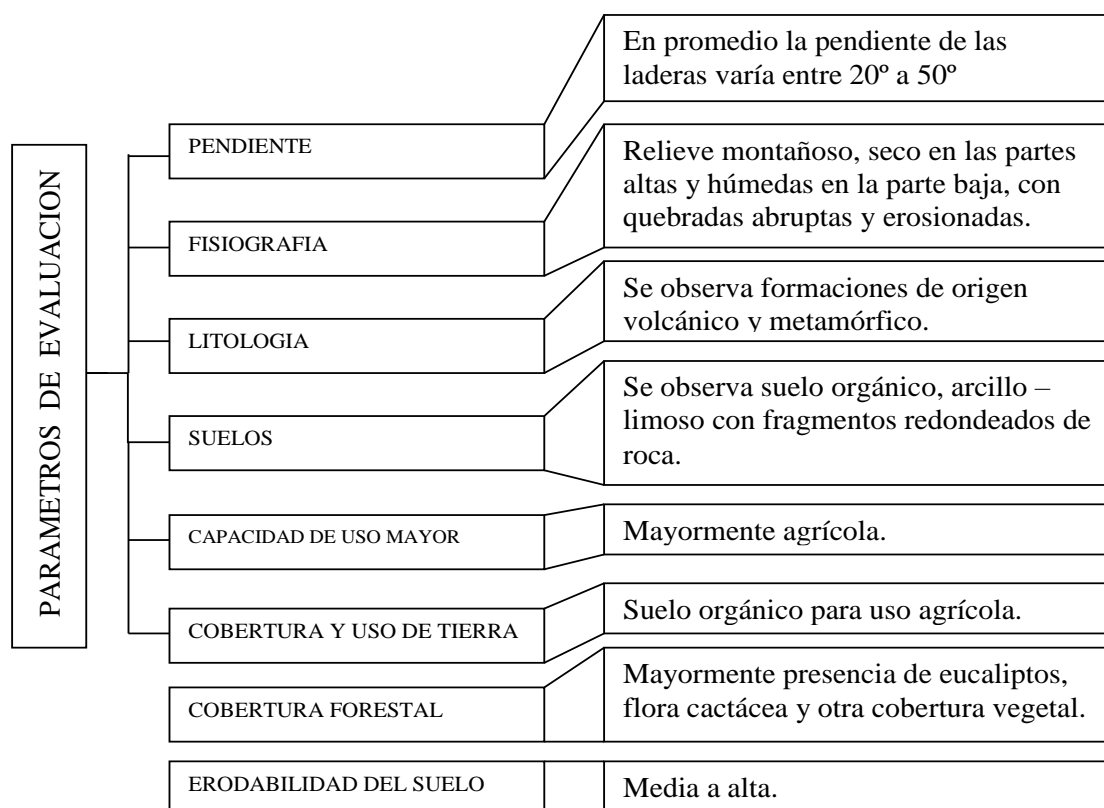 PARAMETROS DE EVALUACION
PENDIENTE
En promedio la pendiente de las
laderas varía entre 20º a 50º
FISIOGRAFIA
Relieve montañoso, seco en las partes
altas y húmedas en la parte baja, con
quebradas abruptas y erosionadas.
LITOLOGIA
Se observa formaciones de origen
volcánico y metamórfico.
SUELOS
Se observa suelo orgánico, arcillo –
limoso con fragmentos redondeados de
roca.
CAPACIDAD DE USO MAYOR
Mayormente agrícola.
COBERTURA Y USO DE TIERRA
Suelo orgánico para uso agrícola.
COBERTURA FORESTAL
Mayormente presencia de eucaliptos,
flora cactácea y otra cobertura vegetal.
ERODABILIDAD DEL SUELO
Media a alta.